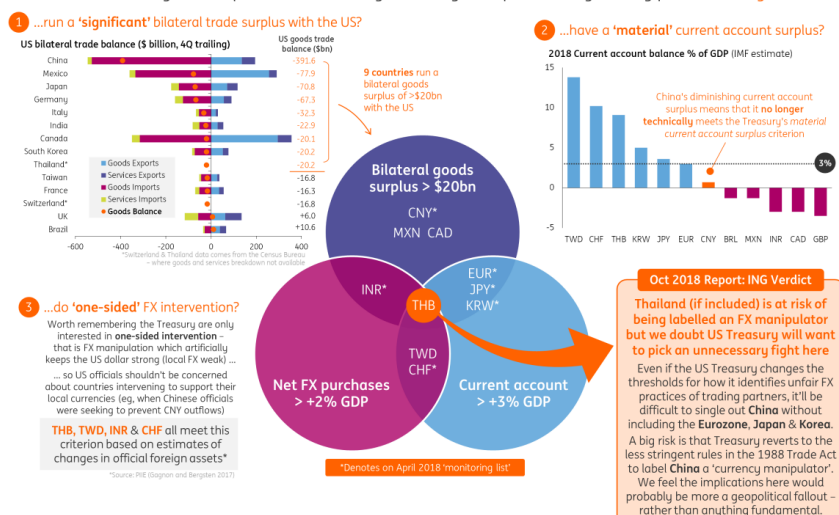 1 ...run a 'significant' bilateral trade surplus with the US?
US bilateral trade balance ($ billion, 4Q trailing)
US goods trade
balance ($bn)
China -391.6
Mexico -77.9
Japan -70.8
Germany -67.3
Italy -32.3
India -22.9
Canada -20.1
South Korea -20.2
Thailand* -20.2
Taiwan -16.8
France -16.3
Switzerland* -16.8
UK +6.0
Brazil +10.6
Goods Exports
Services Exports
Goods Imports
Services Imports
Goods Balance
-600 -400 -200 0 200 400
*Switzerland & Thailand data comes from the Census Bureau
– where goods and services breakdown not available
9 countries run a
bilateral goods
surplus of >$20bn
with the US
2 ...have a 'material' current account surplus?
2018 Current account balance % of GDP (IMF estimate)
15
10
5
0
-5
China's diminishing current account
surplus means that it no longer
technically meets the Treasury's material
current account surplus criterion
3%
TWD CHF THB KRW JPY EUR CNY BRL MXN INR CAD GBP
Bilateral goods
surplus > $20bn
CNY*
MXN CAD
INR*
EUR*
JPY*
KRW*
THB
TWD
CHF*
Net FX purchases
> +2% GDP
Current account
> +3% GDP
*Denotes on April 2018 'monitoring list'
3 ...do 'one-sided' FX intervention?
Worth remembering the Treasury are only
interested in one-sided intervention –
that is FX manipulation which artificially
keeps the US dollar strong (local FX weak) ...
... so US officials shouldn't be concerned
about countries intervening to support their
local currencies (eg, when Chinese officials
were seeking to prevent CNY outflows)
THB, TWD, INR & CHF all meet this
criterion based on estimates of
changes in official foreign assets*
*Source: PIIE (Gagnon and Bergsten 2017)
Oct 2018 Report: ING Verdict
Thailand (if included) is at risk of
being labelled an FX manipulator
but we doubt US Treasury will want
to pick an unnecessary fight here
Even if the US Treasury changes the
thresholds for how it identifies unfair FX
practices of trading partners, it'll be
difficult to single out China without
including the Eurozone, Japan & Korea.
A big risk is that Treasury reverts to the
less stringent rules in the 1988 Trade Act
to label China a 'currency manipulator'.
We feel the implications here would
probably be more a geopolitical fallout –
rather than anything fundamental.